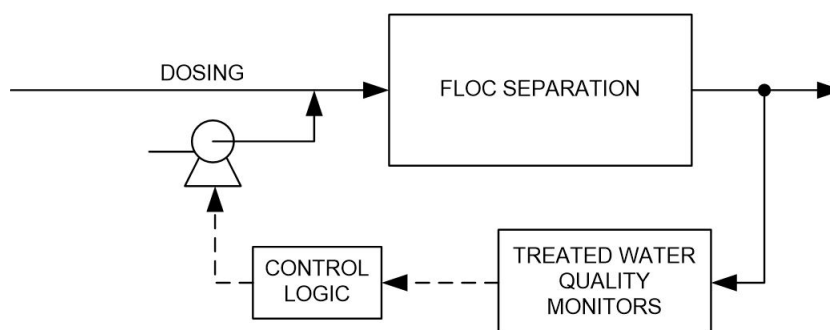 DOSING
FLOC SEPARATION
CONTROL
LOGIC
TREATED WATER
QUALITY
MONITORS